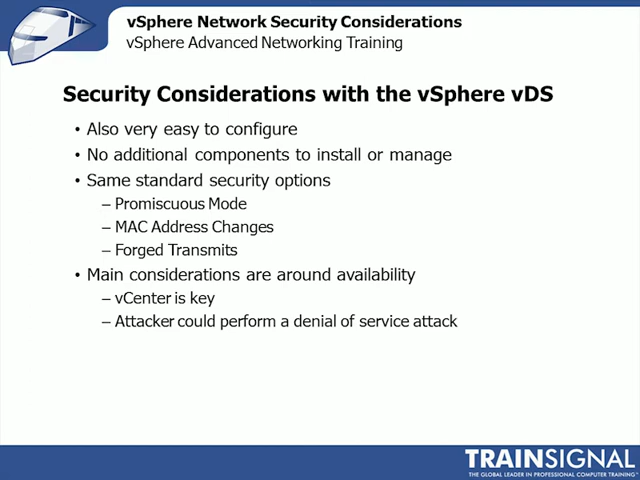 vSphere Network Security Considerations
vSphere Advanced Networking Training
Security Considerations with the vSphere vDS
• Also very easy to configure
• No additional components to install or manage
• Same standard security options
– Promiscuous Mode
– MAC Address Changes
– Forged Transmits
• Main considerations are around availability
– vCenter is key
– Attacker could perform a denial of service attack
TRAINSIGNAL
THE GLOBAL LEADER IN PROFESSIONAL COMPUTER TRAINING